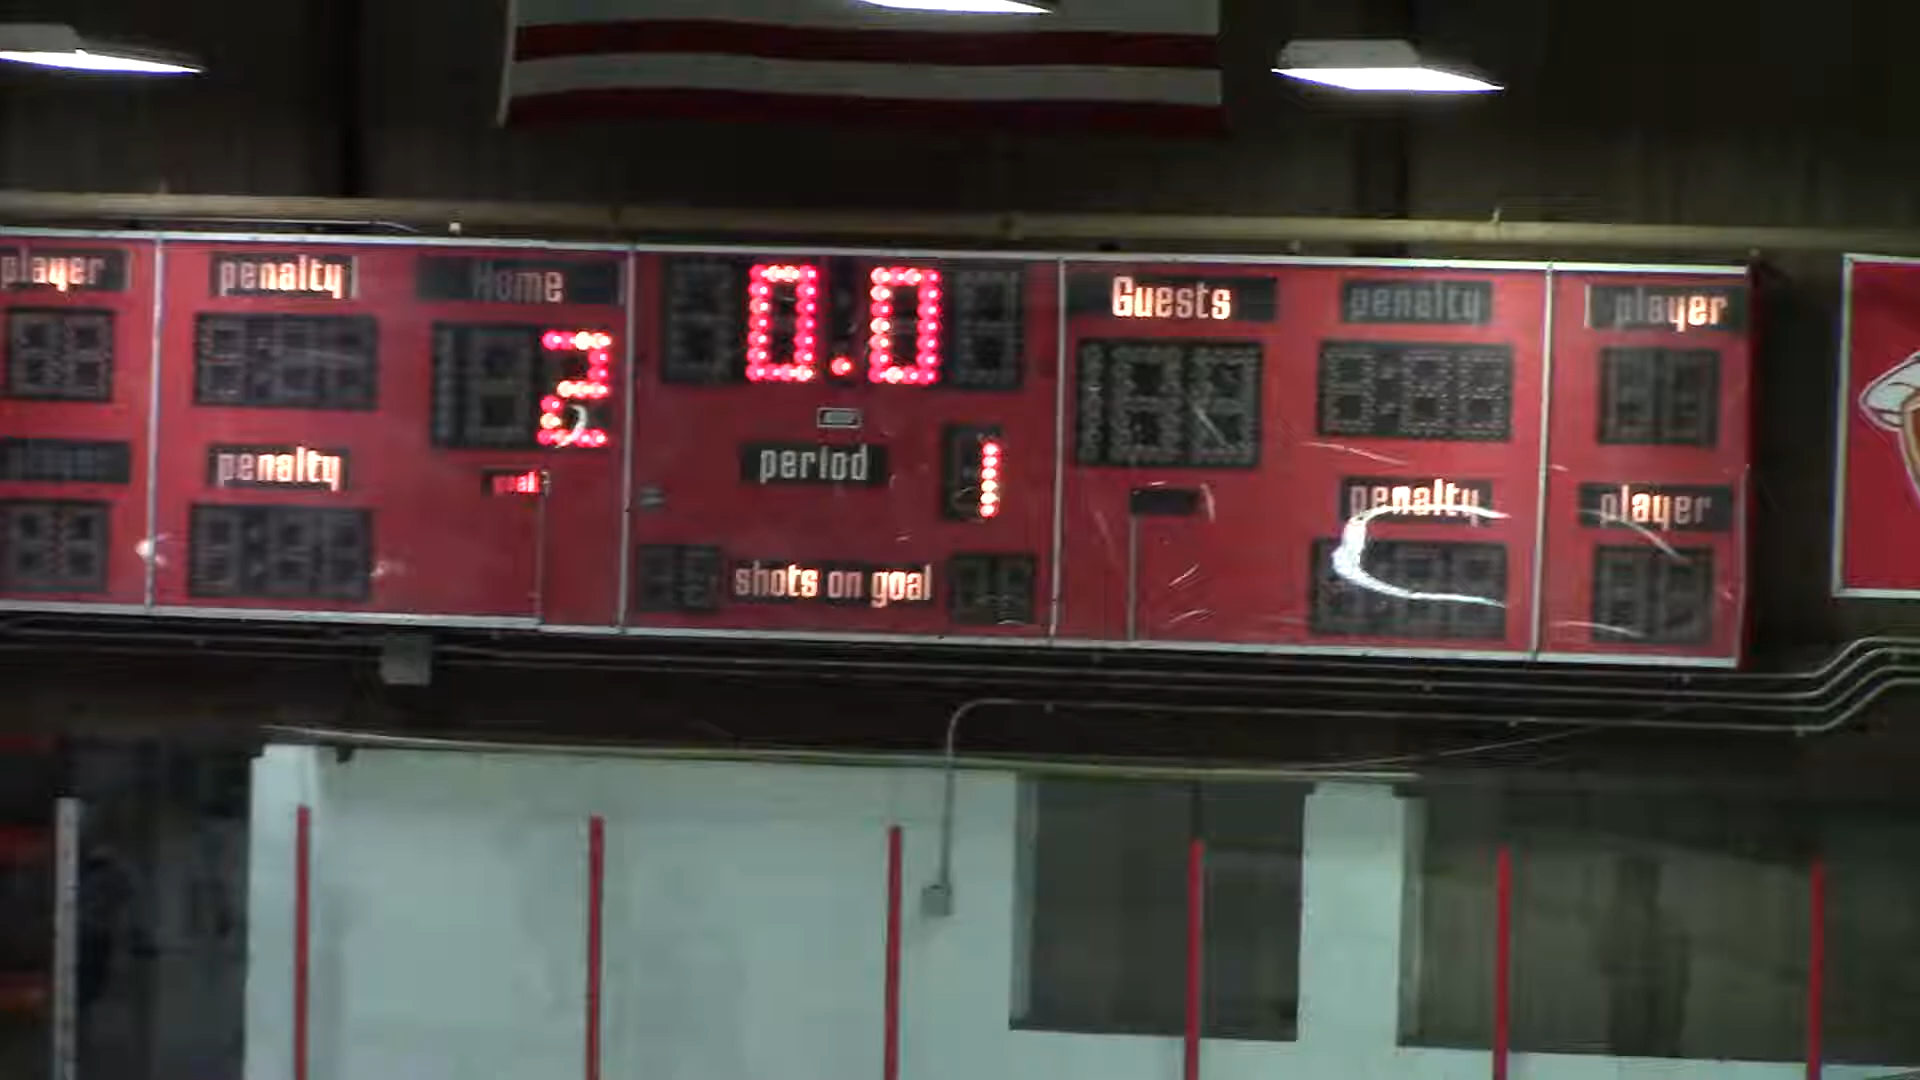 player penalty Home 0.0 Guests penalty player
2
penalty goal period 1 penalty player
shots on goal